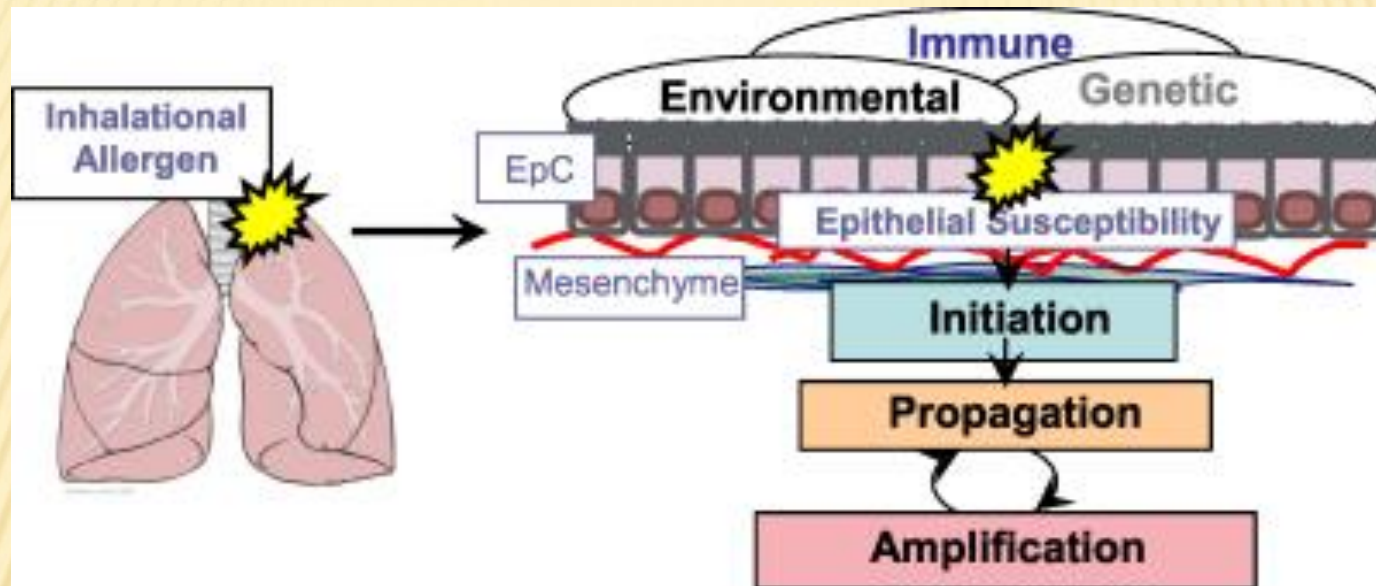 Inhalational
Allergen
Immune
Environmental
Genetic
EpC
Epithelial Susceptibility
Mesenchyme
Initiation
Propagation
Amplification